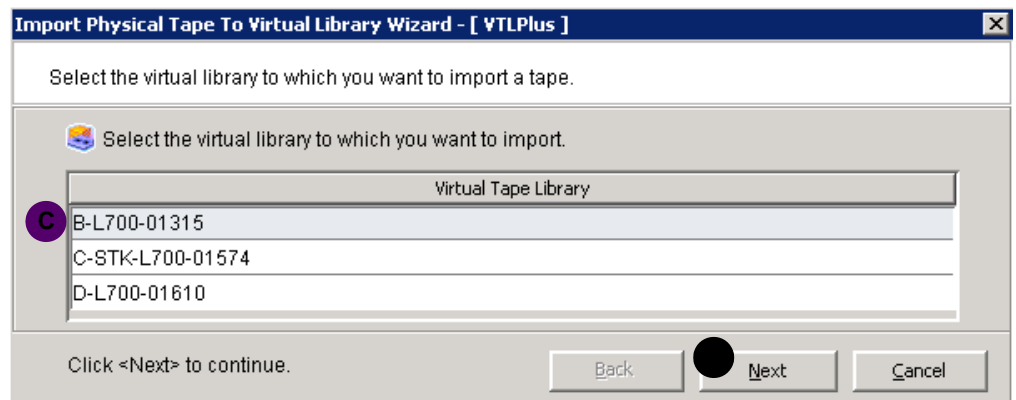 Import Physical Tape To Virtual Library Wizard - [ VTLPlus ]
Select the virtual library to which you want to import a tape.
Select the virtual library to which you want to import.
Virtual Tape Library
C
B-L700-01315
C-STK-L700-01574
D-L700-01610
Click <Next> to continue.
Back
Next
Cancel